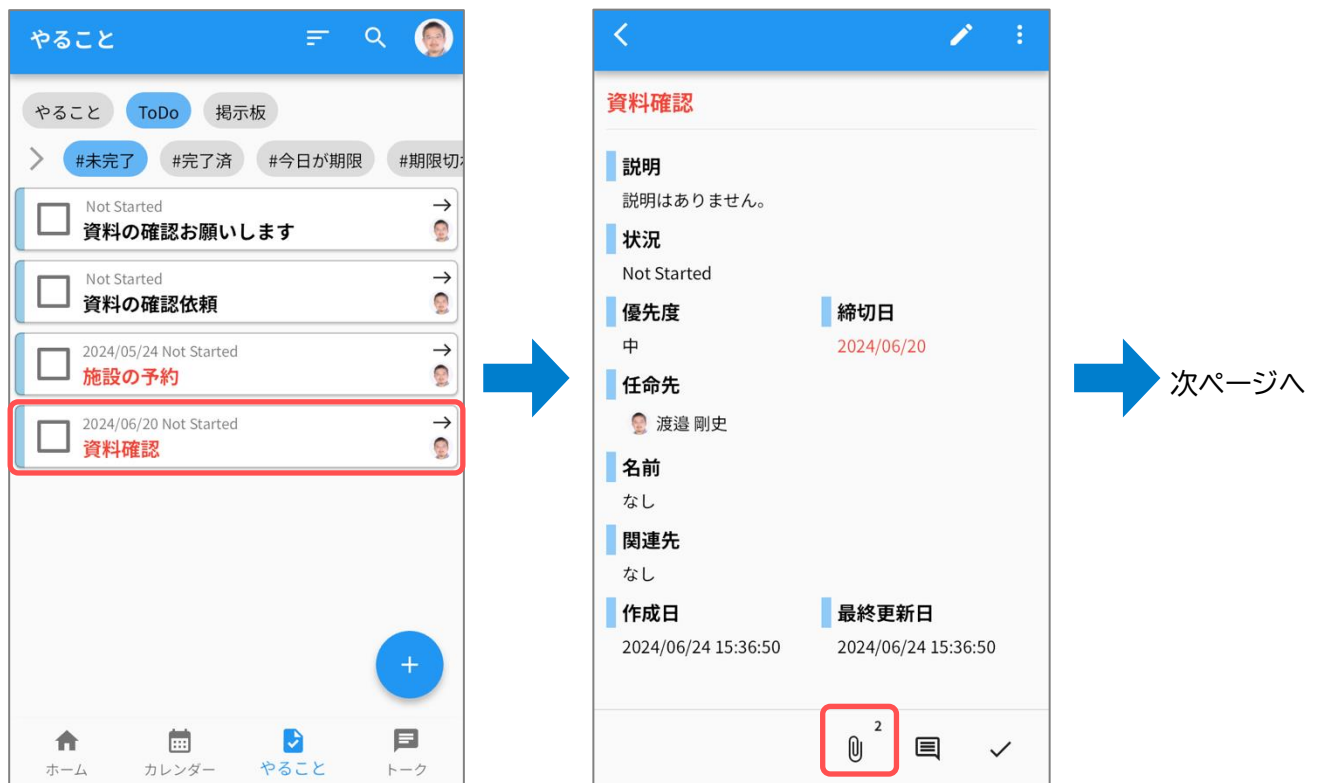 やること
やること ToDo 掲示板
#未完了 #完了済 #今日が期限 #期限切
Not Started
資料の確認お願いします
Not Started
資料の確認依頼
2024/05/24 Not Started
施設の予約
2024/06/20 Not Started
資料確認
+
ホーム カレンダー やること トーク
資料確認
説明
説明はありません。
状況
Not Started
優先度 締切日
中 2024/06/20
任命先
渡邉 剛史
名前
なし
関連先
なし
作成日 最終更新日
2024/06/24 15:36:50 2024/06/24 15:36:50
2
次ページへ